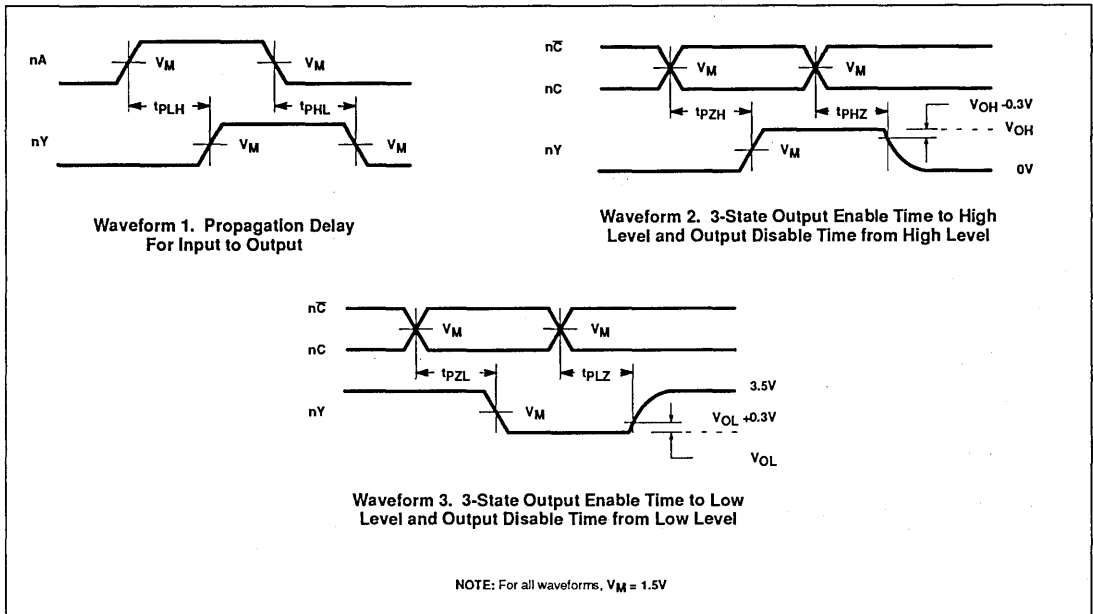 nA
VM
VM
tPLH
tPHL
nY
VM
VM
Waveform 1. Propagation Delay
For Input to Output
nC̅
VM
VM
nC
tPZH
tPHZ
VOH -0.3V
VOH
nY
VM
0V
Waveform 2. 3-State Output Enable Time to High
Level and Output Disable Time from High Level
nC̅
VM
VM
nC
tPZL
tPLZ
3.5V
nY
VM
VOL +0.3V
VOL
Waveform 3. 3-State Output Enable Time to Low
Level and Output Disable Time from Low Level
NOTE: For all waveforms, VM = 1.5V